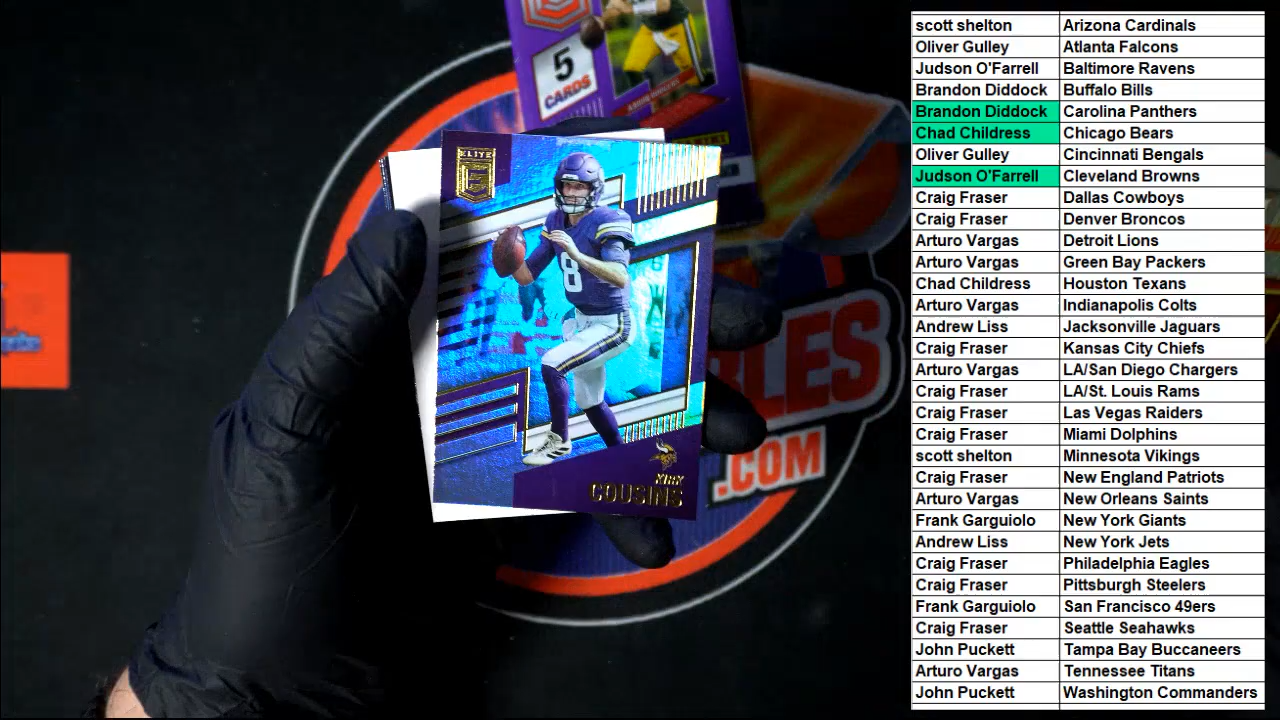 5
CARDS
AARON RODGERS
ELITE
E
8
KIRK
COUSINS
LES
.COM
scott shelton Arizona Cardinals
Oliver Gulley Atlanta Falcons
Judson O'Farrell Baltimore Ravens
Brandon Diddock Buffalo Bills
Brandon Diddock Carolina Panthers
Chad Childress Chicago Bears
Oliver Gulley Cincinnati Bengals
Judson O'Farrell Cleveland Browns
Craig Fraser Dallas Cowboys
Craig Fraser Denver Broncos
Arturo Vargas Detroit Lions
Arturo Vargas Green Bay Packers
Chad Childress Houston Texans
Arturo Vargas Indianapolis Colts
Andrew Liss Jacksonville Jaguars
Craig Fraser Kansas City Chiefs
Arturo Vargas LA/San Diego Chargers
Craig Fraser LA/St. Louis Rams
Craig Fraser Las Vegas Raiders
Craig Fraser Miami Dolphins
scott shelton Minnesota Vikings
Craig Fraser New England Patriots
Arturo Vargas New Orleans Saints
Frank Garguiolo New York Giants
Andrew Liss New York Jets
Craig Fraser Philadelphia Eagles
Craig Fraser Pittsburgh Steelers
Frank Garguiolo San Francisco 49ers
Craig Fraser Seattle Seahawks
John Puckett Tampa Bay Buccaneers
Arturo Vargas Tennessee Titans
John Puckett Washington Commanders